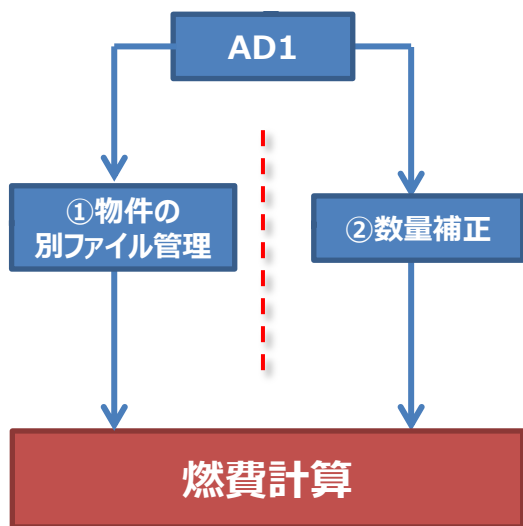 AD1
①物件の
別ファイル管理
②数量補正
燃費計算